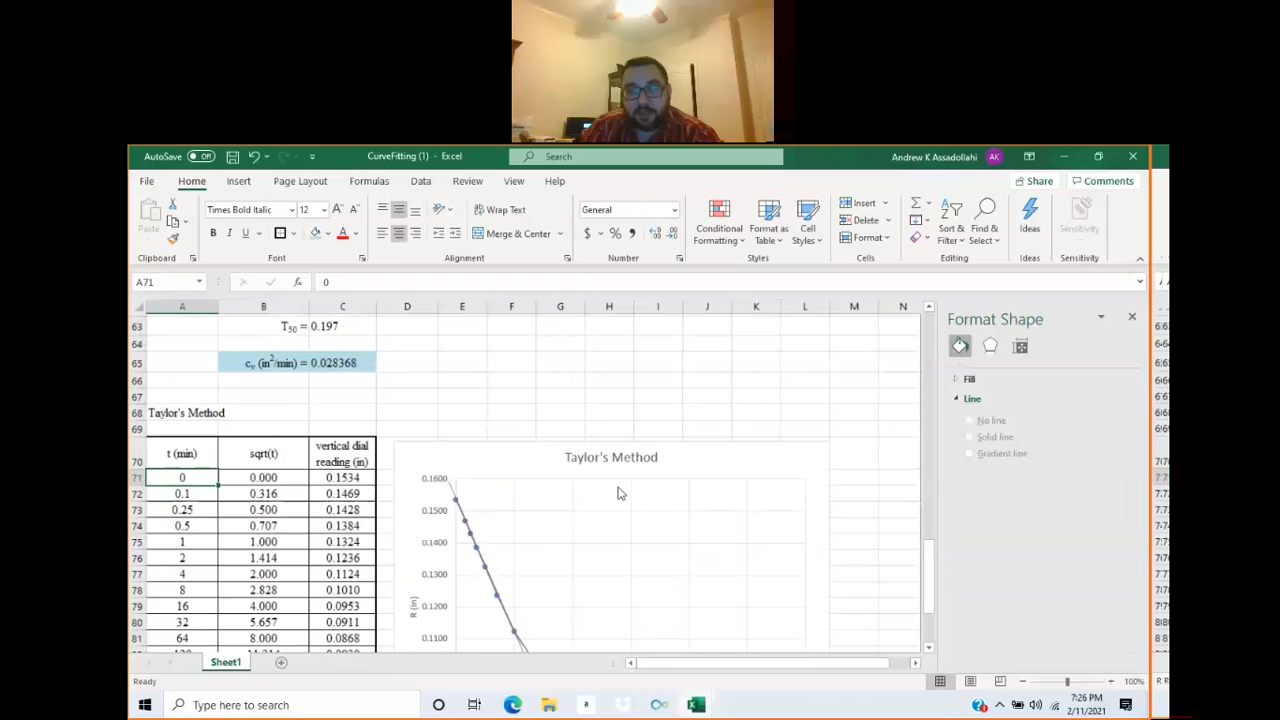 AutoSave Off CurveFitting (1) - Excel Search Andrew K Assadollahi AK
File Home Insert Page Layout Formulas Data Review View Help Share Comments
Paste Times Bold Italic 12 A A Wrap Text General Conditional Formatting Format as Table Cell Styles Insert Delete Format Sort & Filter Find & Select Ideas Sensitivity
B I U A Merge & Center $ % 9
Clipboard Font Alignment Number Styles Cells Editing Ideas Sensitivity
A71 fx 0
A B C D E F G H I J K L M N
Format Shape
63 T50 = 0.197
64
65 cv (in2/min) = 0.028368
66
67
68 Taylor's Method
69
70 t (min) sqrt(t) vertical dial reading (in)
71 0 0.000 0.1534
72 0.1 0.316 0.1469
73 0.25 0.500 0.1428
74 0.5 0.707 0.1384
75 1 1.000 0.1324
76 2 1.414 0.1236
77 4 2.000 0.1124
78 8 2.828 0.1010
79 16 4.000 0.0953
80 32 5.657 0.0911
81 64 8.000 0.0868
Taylor's Method
0.1600
0.1500
0.1400
0.1300
0.1200
0.1100
R (in)
Fill
Line
No line
Solid line
Gradient line
Sheet1
Ready 100%
Type here to search
7:26 PM
2/11/2021